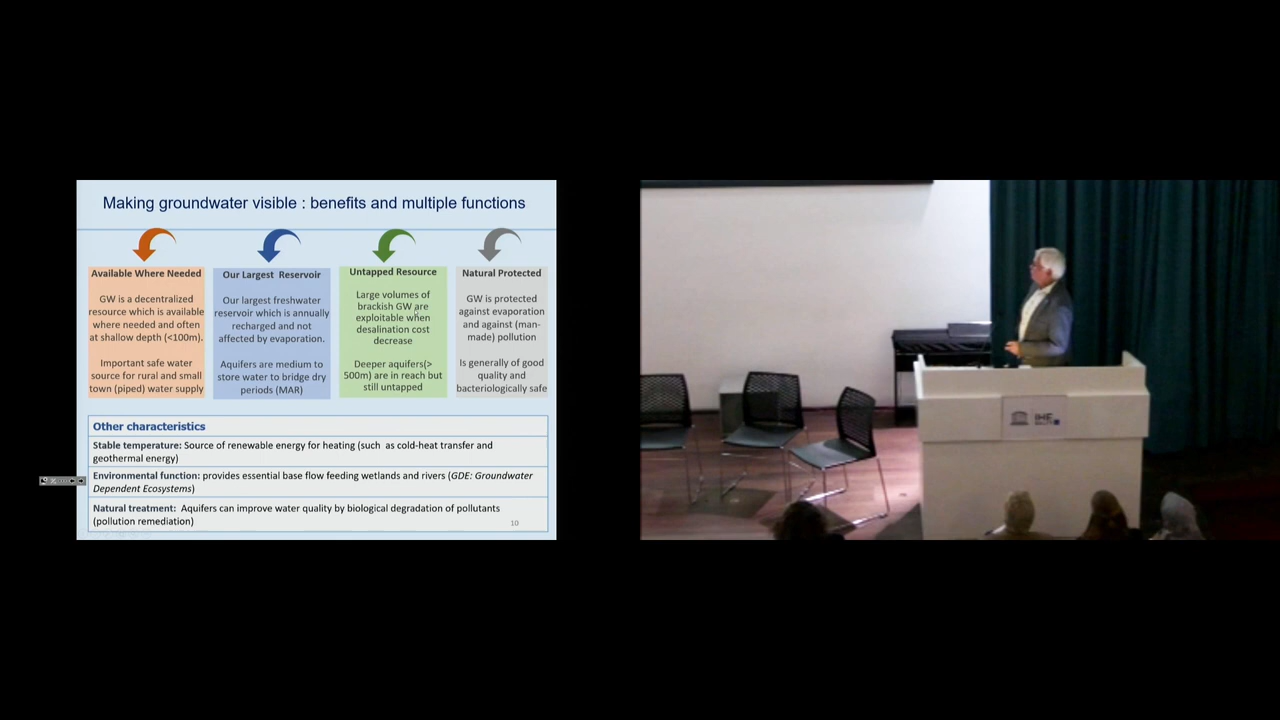 Making groundwater visible : benefits and multiple functions
Available Where Needed
GW is a decentralized
resource which is available
where needed and often
at shallow depth (<100m).
Important safe water
source for rural and small
town (piped) water supply
Our Largest Reservoir
Our largest freshwater
reservoir which is annually
recharged and not
affected by evaporation.
Aquifers are medium to
store water to bridge dry
periods (MAR)
Untapped Resource
Large volumes of
brackish GW are
exploitable when
desalination cost
decrease
Deeper aquifers(>
500m) are in reach but
still untapped
Natural Protected
GW is protected
against evaporation
and against (man-
made) pollution
Is generally of good
quality and
bacteriologically safe
Other characteristics
Stable temperature: Source of renewable energy for heating (such as cold-heat transfer and
geothermal energy)
Environmental function: provides essential base flow feeding wetlands and rivers (GDE: Groundwater
Dependent Ecosystems)
Natural treatment: Aquifers can improve water quality by biological degradation of pollutants
(pollution remediation)
10
IHE